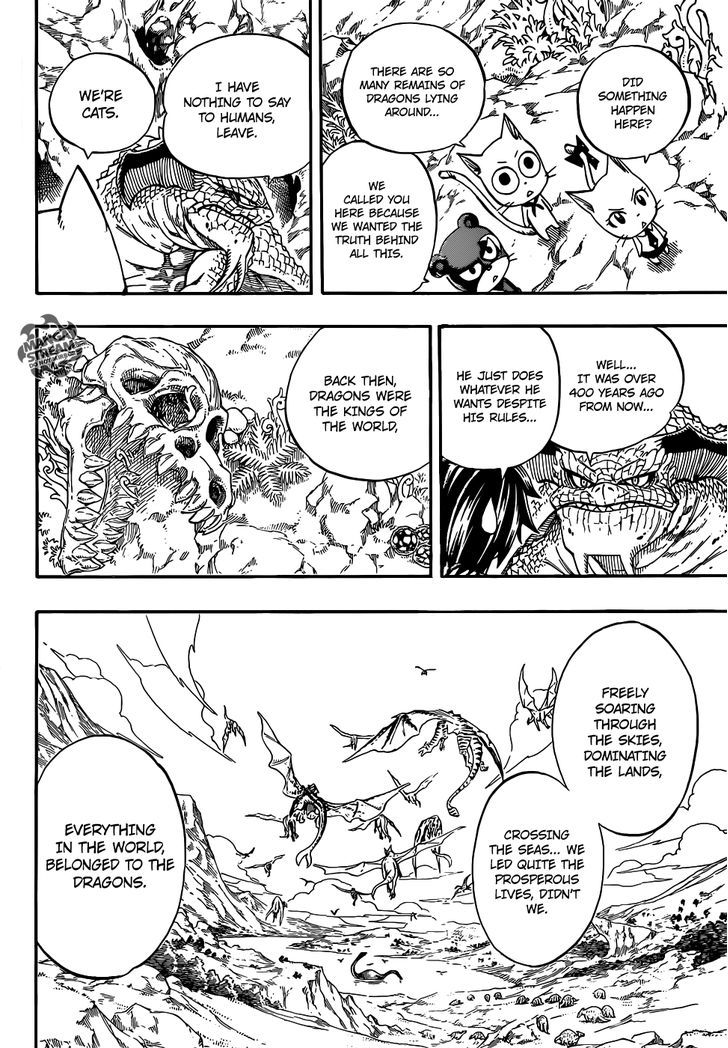 DID
SOMETHING
HAPPEN
HERE?
THERE ARE SO
MANY REMAINS OF
DRAGONS LYING
AROUND...
WE
CALLED YOU
HERE BECAUSE
WE WANTED THE
TRUTH BEHIND
ALL THIS.
I HAVE
NOTHING TO SAY
TO HUMANS,
LEAVE.
WE'RE
CATS.
WELL...
IT WAS OVER
400 YEARS AGO
FROM NOW...
HE JUST DOES
WHATEVER HE
WANTS DESPITE
HIS RULES...
BACK THEN,
DRAGONS WERE
THE KINGS OF
THE WORLD,
MANGA
STREAM
FREELY
SOARING
THROUGH
THE SKIES,
DOMINATING
THE LANDS,
CROSSING
THE SEAS... WE
LED QUITE THE
PROSPEROUS
LIVES, DIDN'T
WE.
EVERYTHING
IN THE WORLD,
BELONGED TO THE
DRAGONS.